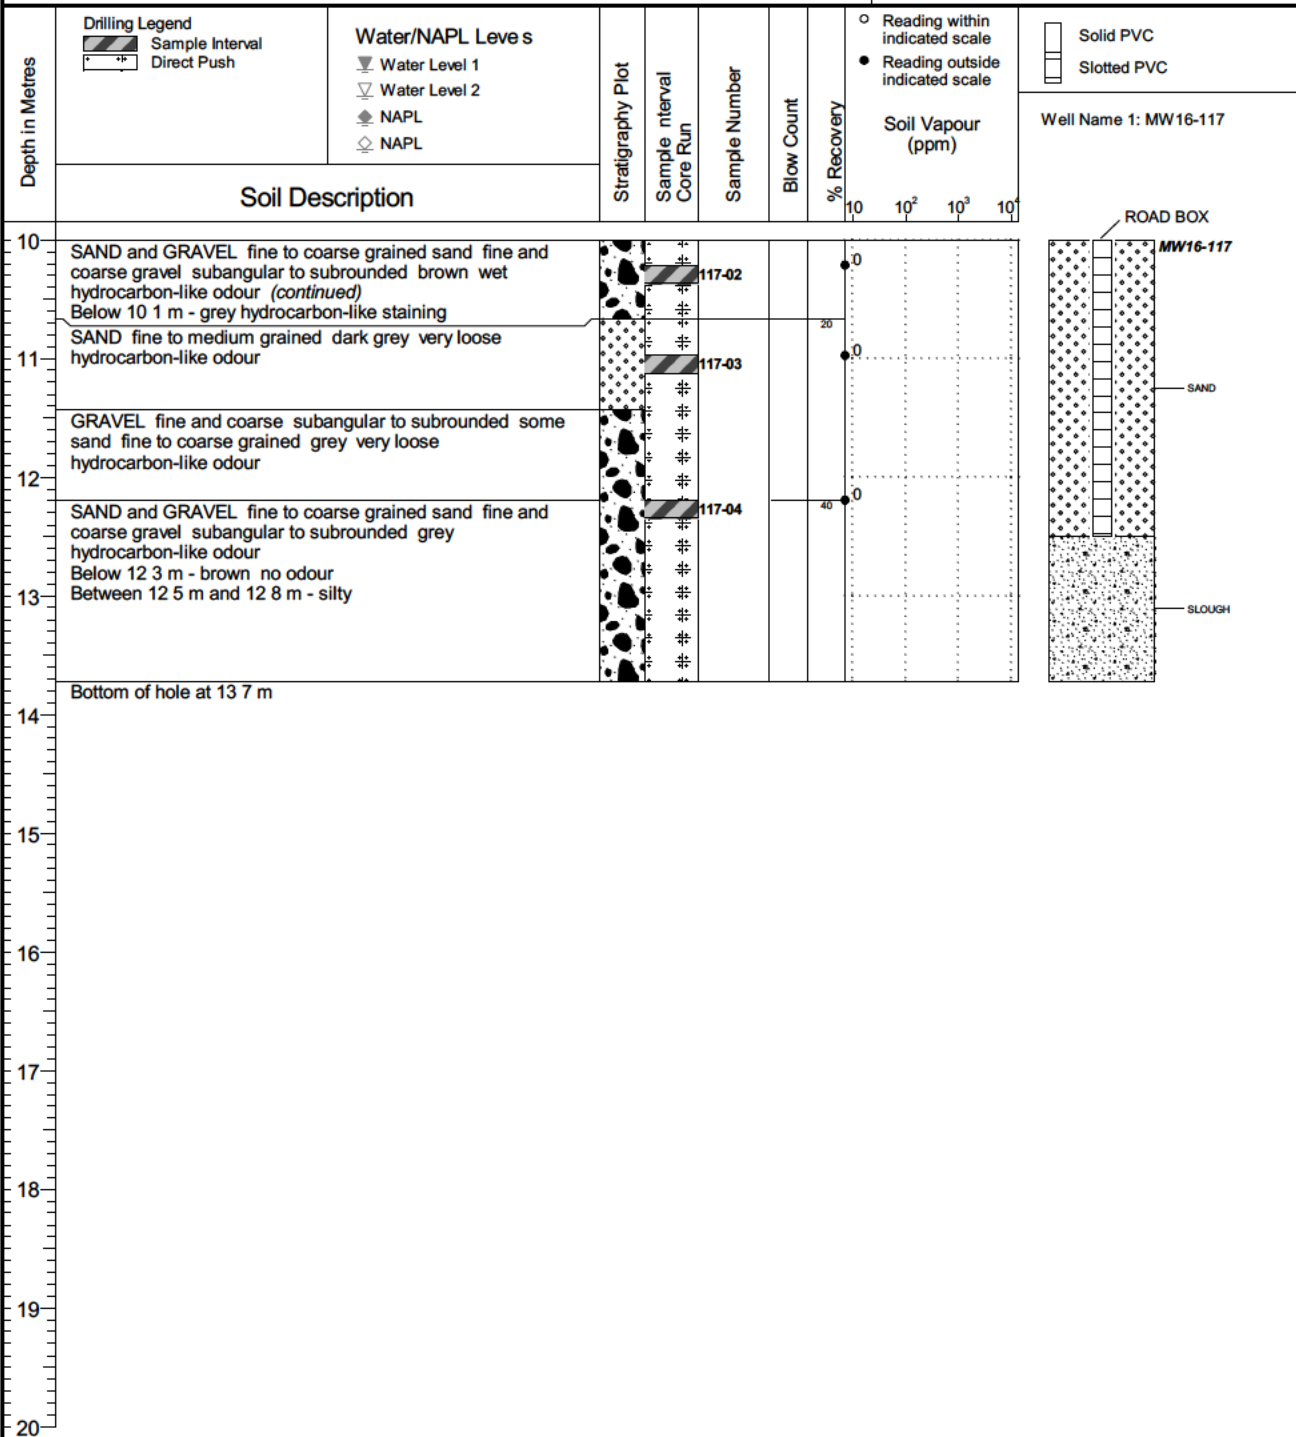 Depth in Metres
Drilling Legend
Sample Interval
Direct Push
Water/NAPL Leve s
Water Level 1
Water Level 2
NAPL
NAPL
Soil Description
Stratigraphy Plot
Sample nterval
Core Run
Sample Number
Blow Count
% Recovery
Reading within
indicated scale
Reading outside
indicated scale
Soil Vapour
(ppm)
10 10² 10³ 10⁴
Solid PVC
Slotted PVC
Well Name 1: MW16-117
ROAD BOX
MW16-117
10
SAND and GRAVEL fine to coarse grained sand fine and
coarse gravel subangular to subrounded brown wet
hydrocarbon-like odour (continued)
Below 10 1 m - grey hydrocarbon-like staining
117-02
0
20
SAND fine to medium grained dark grey very loose
hydrocarbon-like odour
11
117-03
0
SAND
GRAVEL fine and coarse subangular to subrounded some
sand fine to coarse grained grey very loose
hydrocarbon-like odour
12
SAND and GRAVEL fine to coarse grained sand fine and
coarse gravel subangular to subrounded grey
hydrocarbon-like odour
Below 12 3 m - brown no odour
Between 12 5 m and 12 8 m - silty
117-04
40
0
13
SLOUGH
Bottom of hole at 13 7 m
14
15
16
17
18
19
20